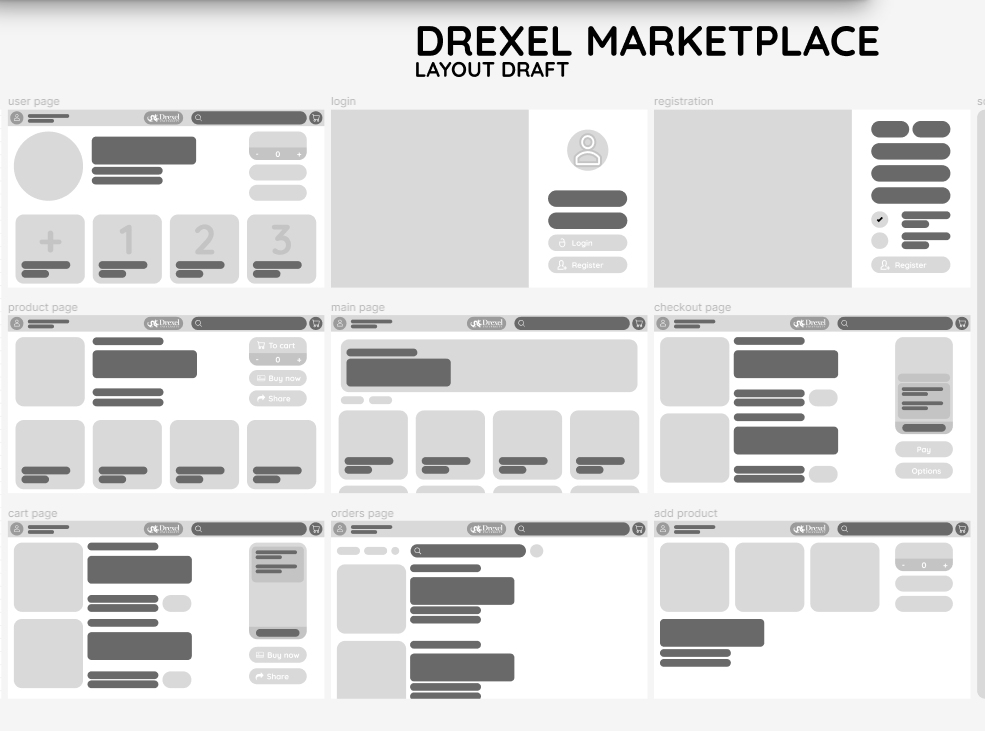 DREXEL MARKETPLACE
LAYOUT DRAFT
user page
login
registration
Drexel
- 0 +
+
1
2
3
Login
Register
Register
product page
main page
checkout page
Drexel
Drexel
Drexel
To cart
- 0 +
Buy now
Share
Pay
Options
cart page
orders page
add product
Drexel
Drexel
Drexel
- 0 +
Buy now
Share